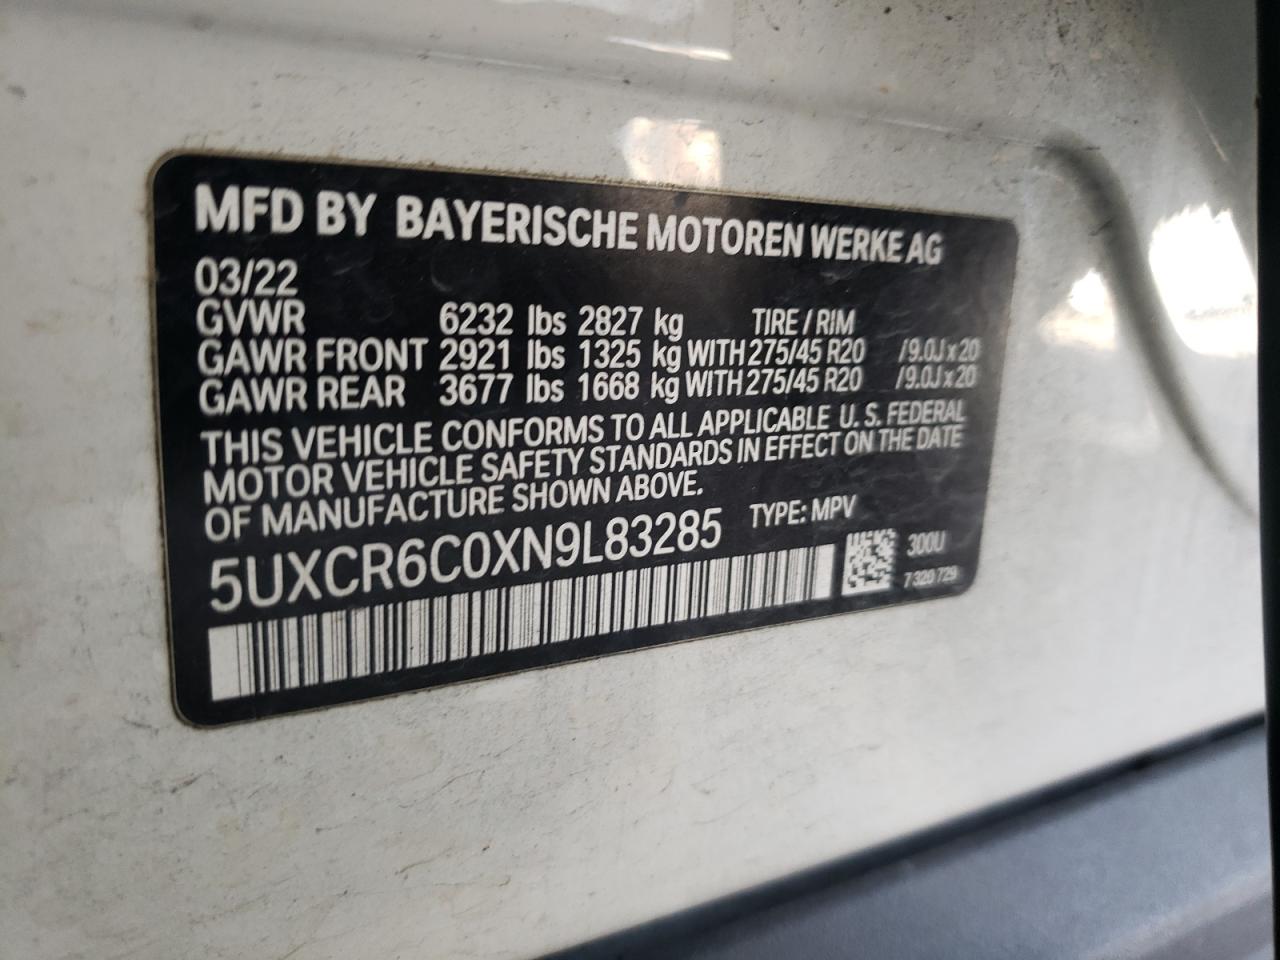 MFD BY BAYERISCHE MOTOREN WERKE AG
03/22
GVWR 6232 lbs 2827 kg TIRE / RIM
GAWR FRONT 2921 lbs 1325 kg WITH 275/45 R20 /9.0J x 20
GAWR REAR 3677 lbs 1668 kg WITH 275/45 R20 /9.0J x 20
THIS VEHICLE CONFORMS TO ALL APPLICABLE U. S. FEDERAL
MOTOR VEHICLE SAFETY STANDARDS IN EFFECT ON THE DATE
OF MANUFACTURE SHOWN ABOVE.
5UXCR6C0XN9L83285 TYPE: MPV
300U
7 320 729